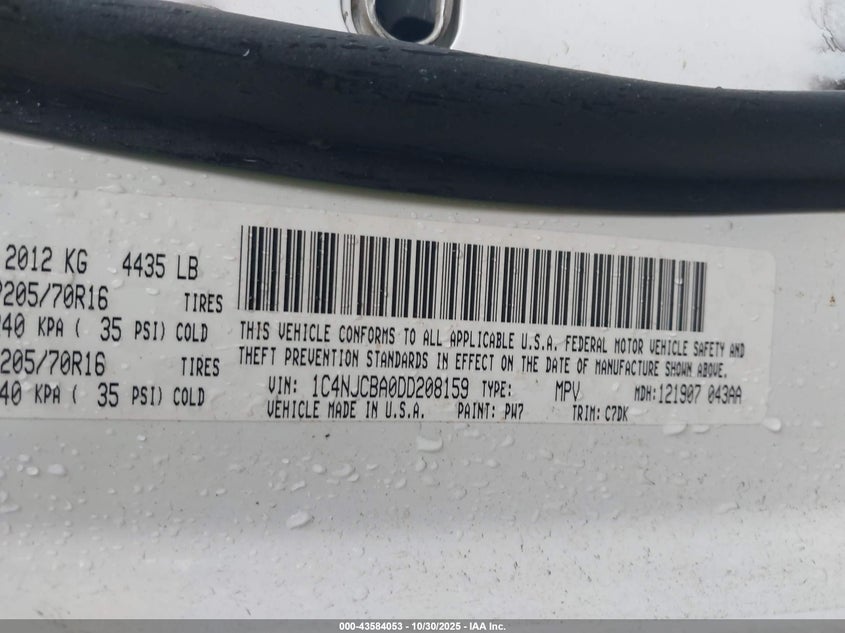 2012 KG 4435 LB
P205/70R16 TIRES
240 KPA ( 35 PSI) COLD
205/70R16 TIRES
40 KPA ( 35 PSI) COLD
THIS VEHICLE CONFORMS TO ALL APPLICABLE U.S.A. FEDERAL MOTOR VEHICLE SAFETY AND
THEFT PREVENTION STANDARDS IN EFFECT ON THE DATE OF MANUFACTURE SHOWN ABOVE.
VIN: 1C4NJCBA0DD208159 TYPE: MPV MDH:121907 043AA
VEHICLE MADE IN U.S.A. PAINT: PW7 TRIM: C7DK
000-43584053 - 10/30/2025 - IAA Inc.